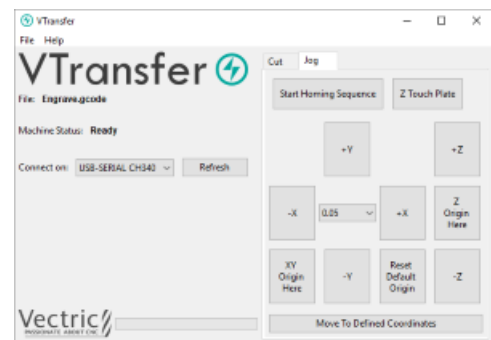 VTransfer
File Help
VTransfer
File: Engrave.gcode
Machine Status: Ready
Connect on: USB-SERIAL CH340 Refresh
Cut Jog
Start Homing Sequence Z Touch Plate
+Y +Z
-X 0.05 +X Z Origin Here
XY Origin Here -Y Reset Default Origin -Z
Move To Defined Coordinates
Vectric
PASSIONATE ABOUT CNC